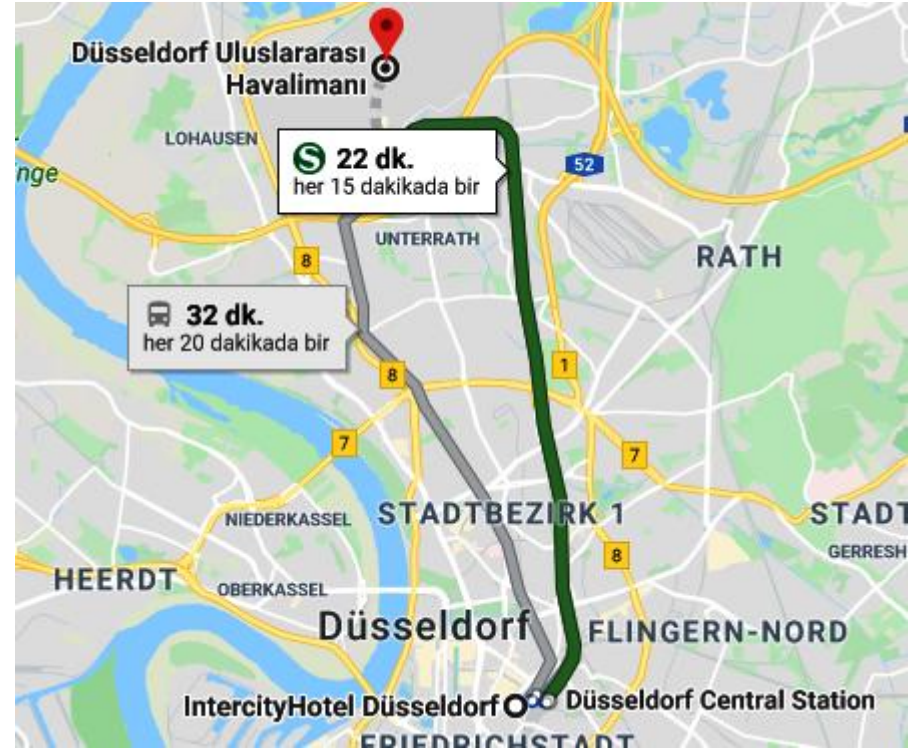 Düsseldorf Uluslararası
Havalimanı
LOHAUSEN
nge
S 22 dk.
her 15 dakikada bir
52
UNTERRATH
RATH
8
32 dk.
her 20 dakikada bir
1
8
7
7
STADTBEZIRK 1
STADT
NIEDERKASSEL
8
GERRESH
HEERDT
OBERKASSEL
Düsseldorf
FLINGERN-NORD
IntercityHotel Düsseldorf
Düsseldorf Central Station
FRIEDRICHSTADT